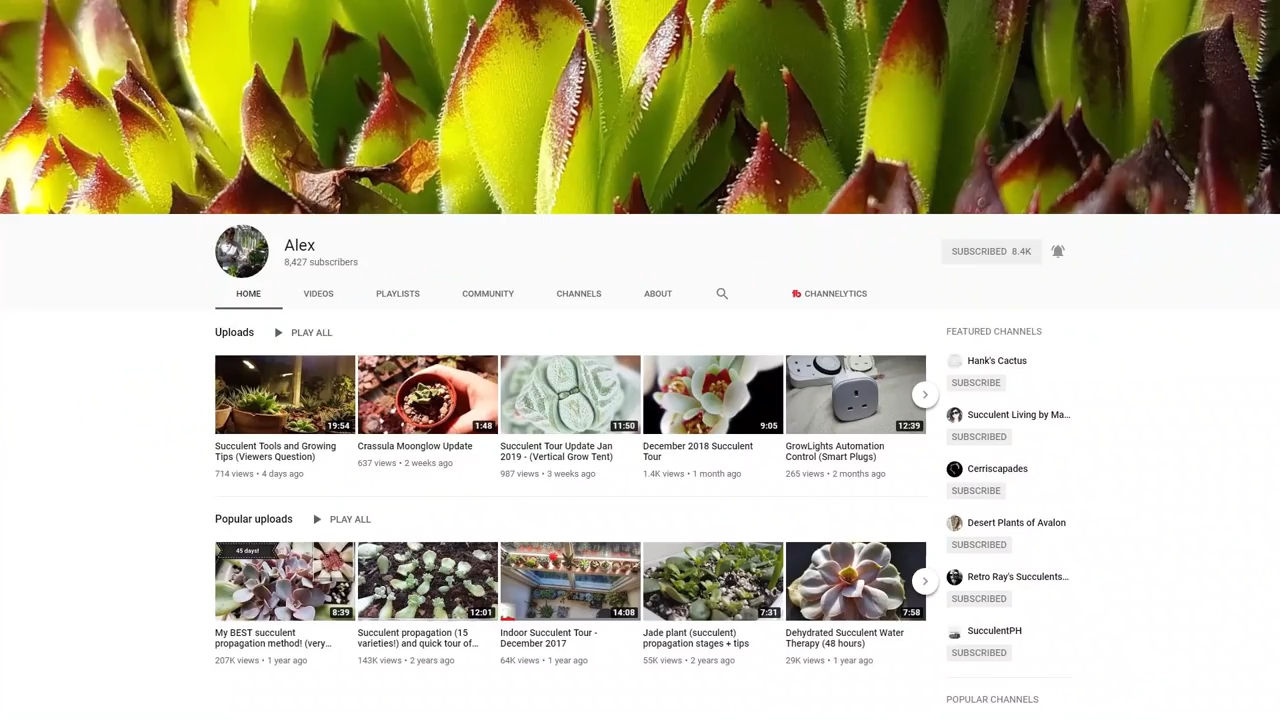 Alex
8,427 subscribers
SUBSCRIBED 8.4K
HOME VIDEOS PLAYLISTS COMMUNITY CHANNELS ABOUT CHANNELYTICS
Uploads PLAY ALL
19:54
1:48
11:50
9:05
12:39
Succulent Tools and Growing
Tips (Viewers Question)
714 views • 4 days ago
Crassula Moonglow Update
637 views • 2 weeks ago
Succulent Tour Update Jan
2019 - (Vertical Grow Tent)
987 views • 3 weeks ago
December 2018 Succulent
Tour
1.4K views • 1 month ago
GrowLights Automation
Control (Smart Plugs)
265 views • 2 months ago
Popular uploads PLAY ALL
45 days!
8:39
12:01
14:08
7:31
7:58
My BEST succulent
propagation method! (very...
207K views • 1 year ago
Succulent propagation (15
varieties!) and quick tour of...
143K views • 2 years ago
Indoor Succulent Tour -
December 2017
64K views • 1 year ago
Jade plant (succulent)
propagation stages + tips
55K views • 2 years ago
Dehydrated Succulent Water
Therapy (48 hours)
29K views • 1 year ago
FEATURED CHANNELS
Hank's Cactus
SUBSCRIBE
Succulent Living by Ma...
SUBSCRIBED
Cerriscapades
SUBSCRIBE
Desert Plants of Avalon
SUBSCRIBED
Retro Ray's Succulents...
SUBSCRIBED
SucculentPH
SUBSCRIBED
POPULAR CHANNELS